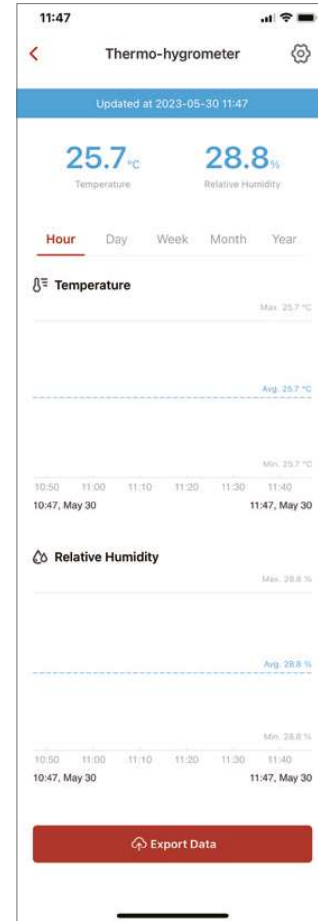 11:47
Thermo-hygrometer
Updated at 2023-05-30 11:47
25.7 °C 28.8 %
Temperature Relative Humidity
Hour Day Week Month Year
Temperature
Max. 25.7 °C
Avg. 25.7 °C
Min. 25.7 °C
10:50 11:00 11:10 11:20 11:30 11:40
10:47, May 30 11:47, May 30
Relative Humidity
Max. 28.8 %
Avg. 28.8 %
Min. 28.8 %
10:50 11:00 11:10 11:20 11:30 11:40
10:47, May 30 11:47, May 30
Export Data